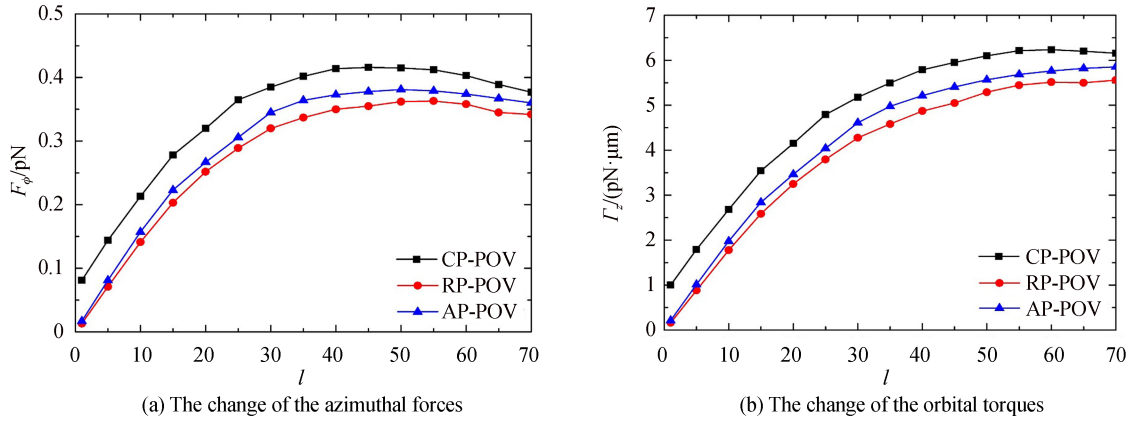 0.5
0.4
0.3
0.2
0.1
0
F_φ/pN
CP-POV
RP-POV
AP-POV
0 10 20 30 40 50 60 70
l
(a) The change of the azimuthal forces
7
6
5
4
3
2
1
0
Γ_z/(pN·μm)
CP-POV
RP-POV
AP-POV
0 10 20 30 40 50 60 70
l
(b) The change of the orbital torques